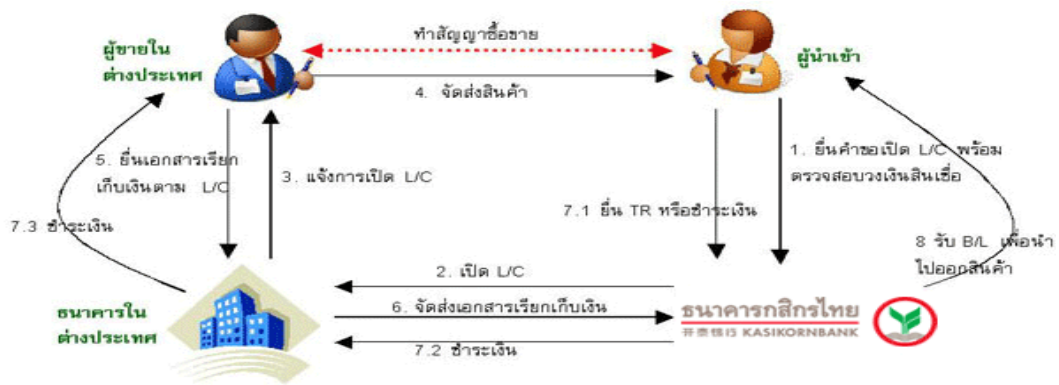 ทำสัญญาซื้อขาย
ผู้ขายใน
ต่างประเทศ
ผู้นำเข้า
4. จัดส่งสินค้า
5. ยื่นเอกสารเรียก
เก็บเงินตาม L/C
3. แจ้งการเปิด L/C
1. ยื่นคำขอเปิด L/C พร้อม
ตรวจสอบวงเงินสินเชื่อ
7.1 ยื่น TR หรือชำระเงิน
7.3 ชำระเงิน
8 รับ B/L เพื่อนำ
ไปออกสินค้า
2. เปิด L/C
6. จัดส่งเอกสารเรียกเก็บเงิน
7.2 ชำระเงิน
ธนาคารใน
ต่างประเทศ
ธนาคารกสิกรไทย
开泰银行 KASIKORNBANK